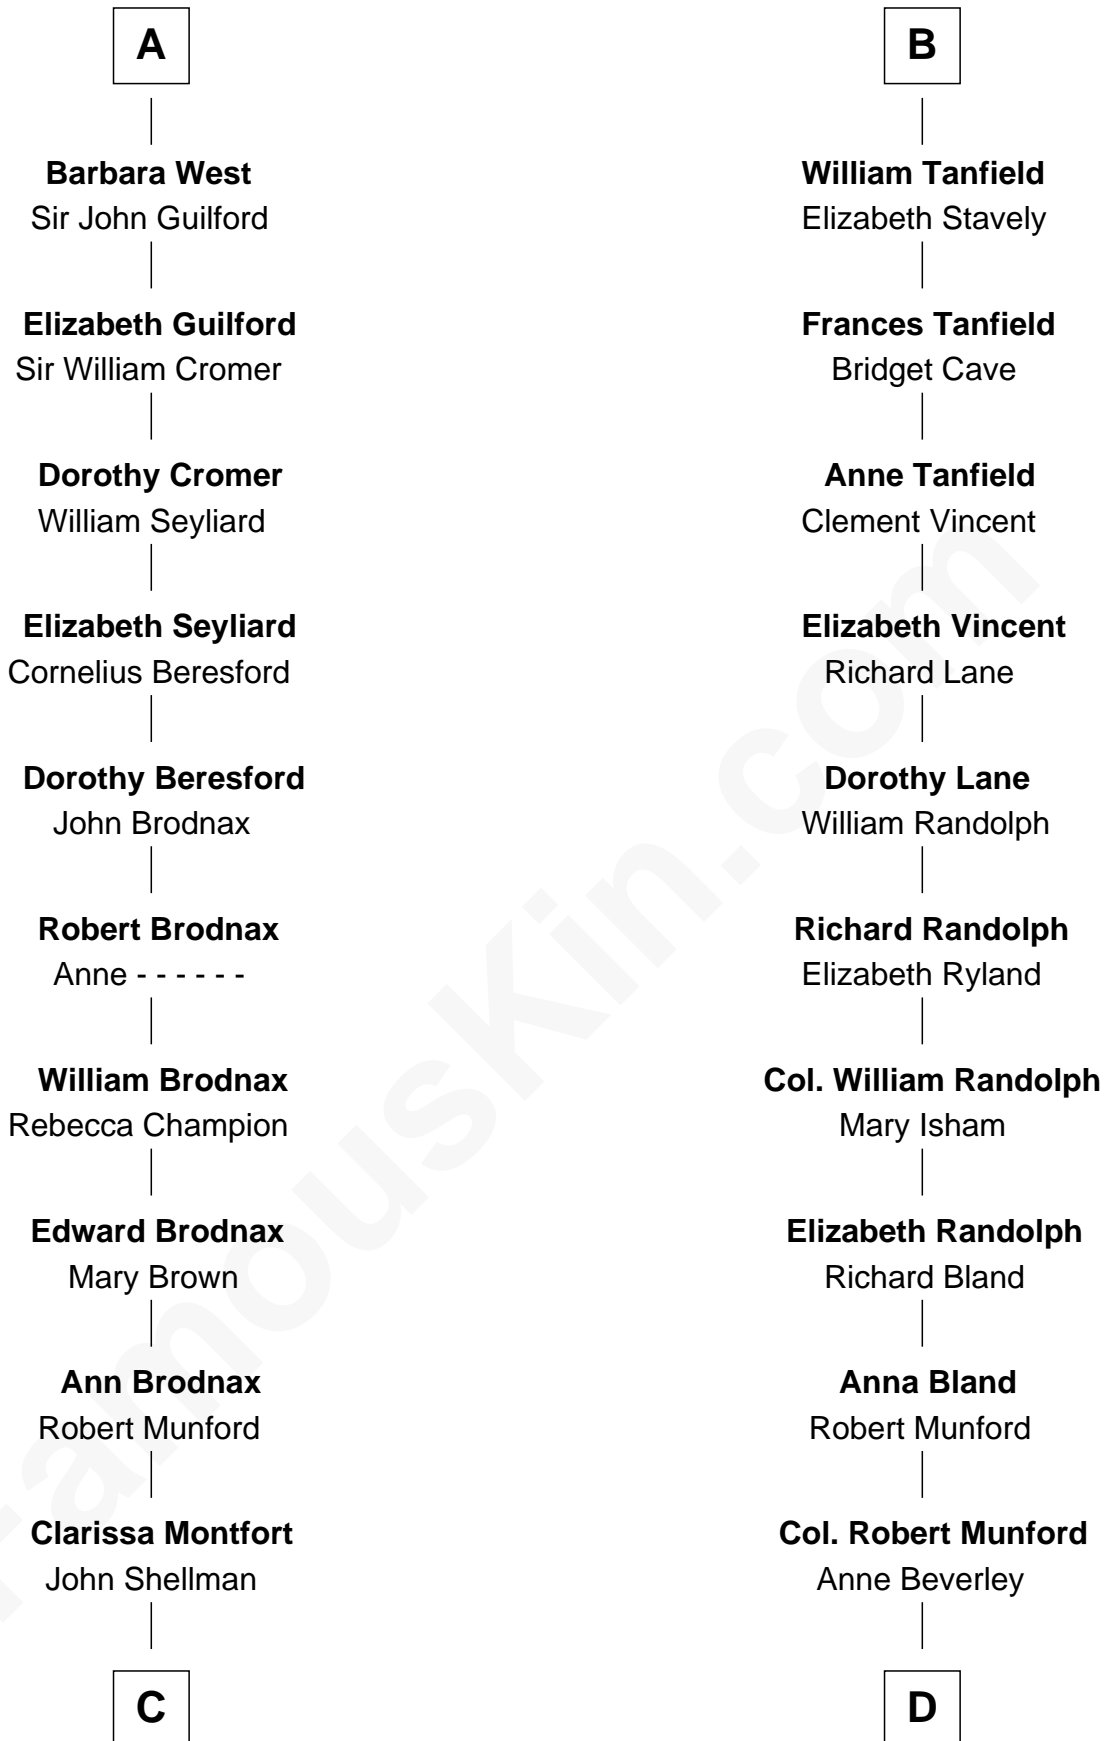 A
Barbara West
Sir John Guilford
Elizabeth Guilford
Sir William Cromer
Dorothy Cromer
William Seyliard
Elizabeth Seyliard
Cornelius Beresford
Dorothy Beresford
John Brodnax
Robert Brodnax
Anne - - - - - -
William Brodnax
Rebecca Champion
Edward Brodnax
Mary Brown
Ann Brodnax
Robert Munford
Clarissa Montfort
John Shellman
C
B
William Tanfield
Elizabeth Stavely
Frances Tanfield
Bridget Cave
Anne Tanfield
Clement Vincent
Elizabeth Vincent
Richard Lane
Dorothy Lane
William Randolph
Richard Randolph
Elizabeth Ryland
Col. William Randolph
Mary Isham
Elizabeth Randolph
Richard Bland
Anna Bland
Robert Munford
Col. Robert Munford
Anne Beverley
D
FamousKin.com